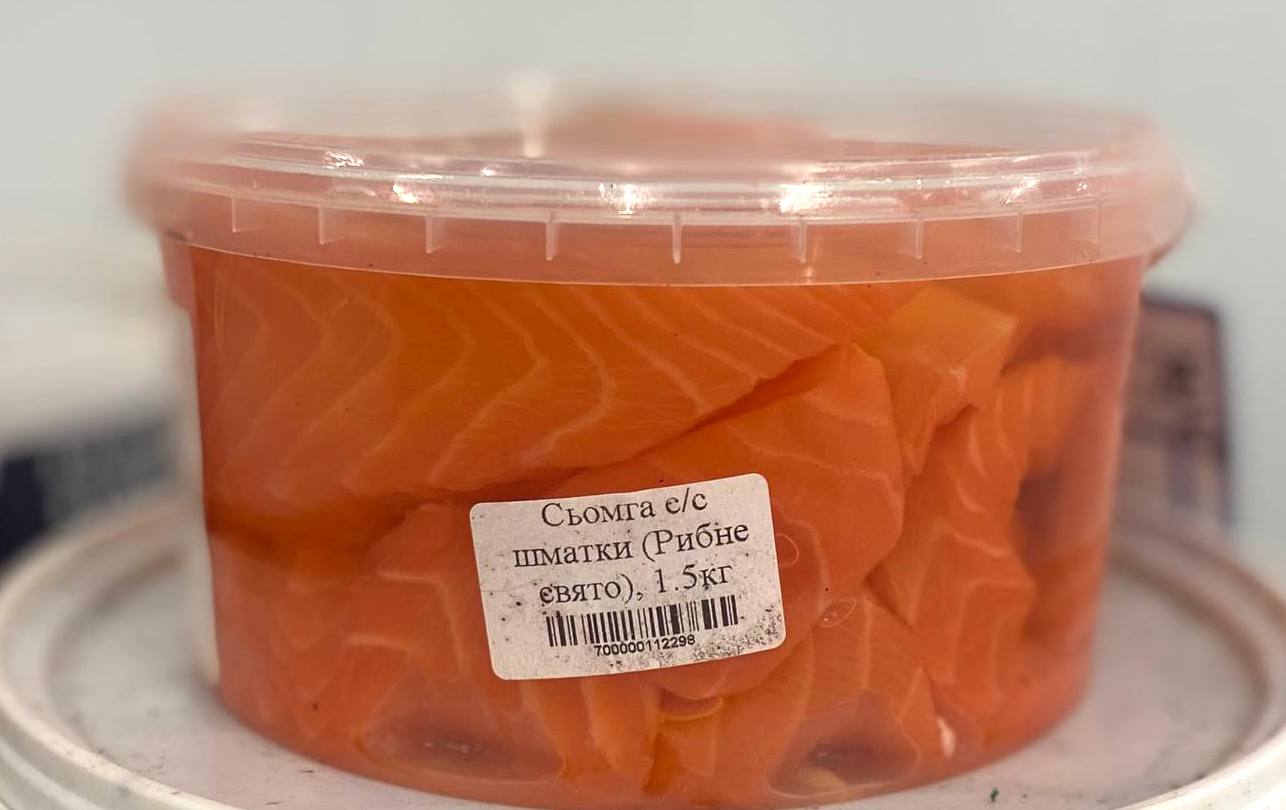 Сьомга с/с
шматки (Рибне
свято), 1.5кг
700000112298